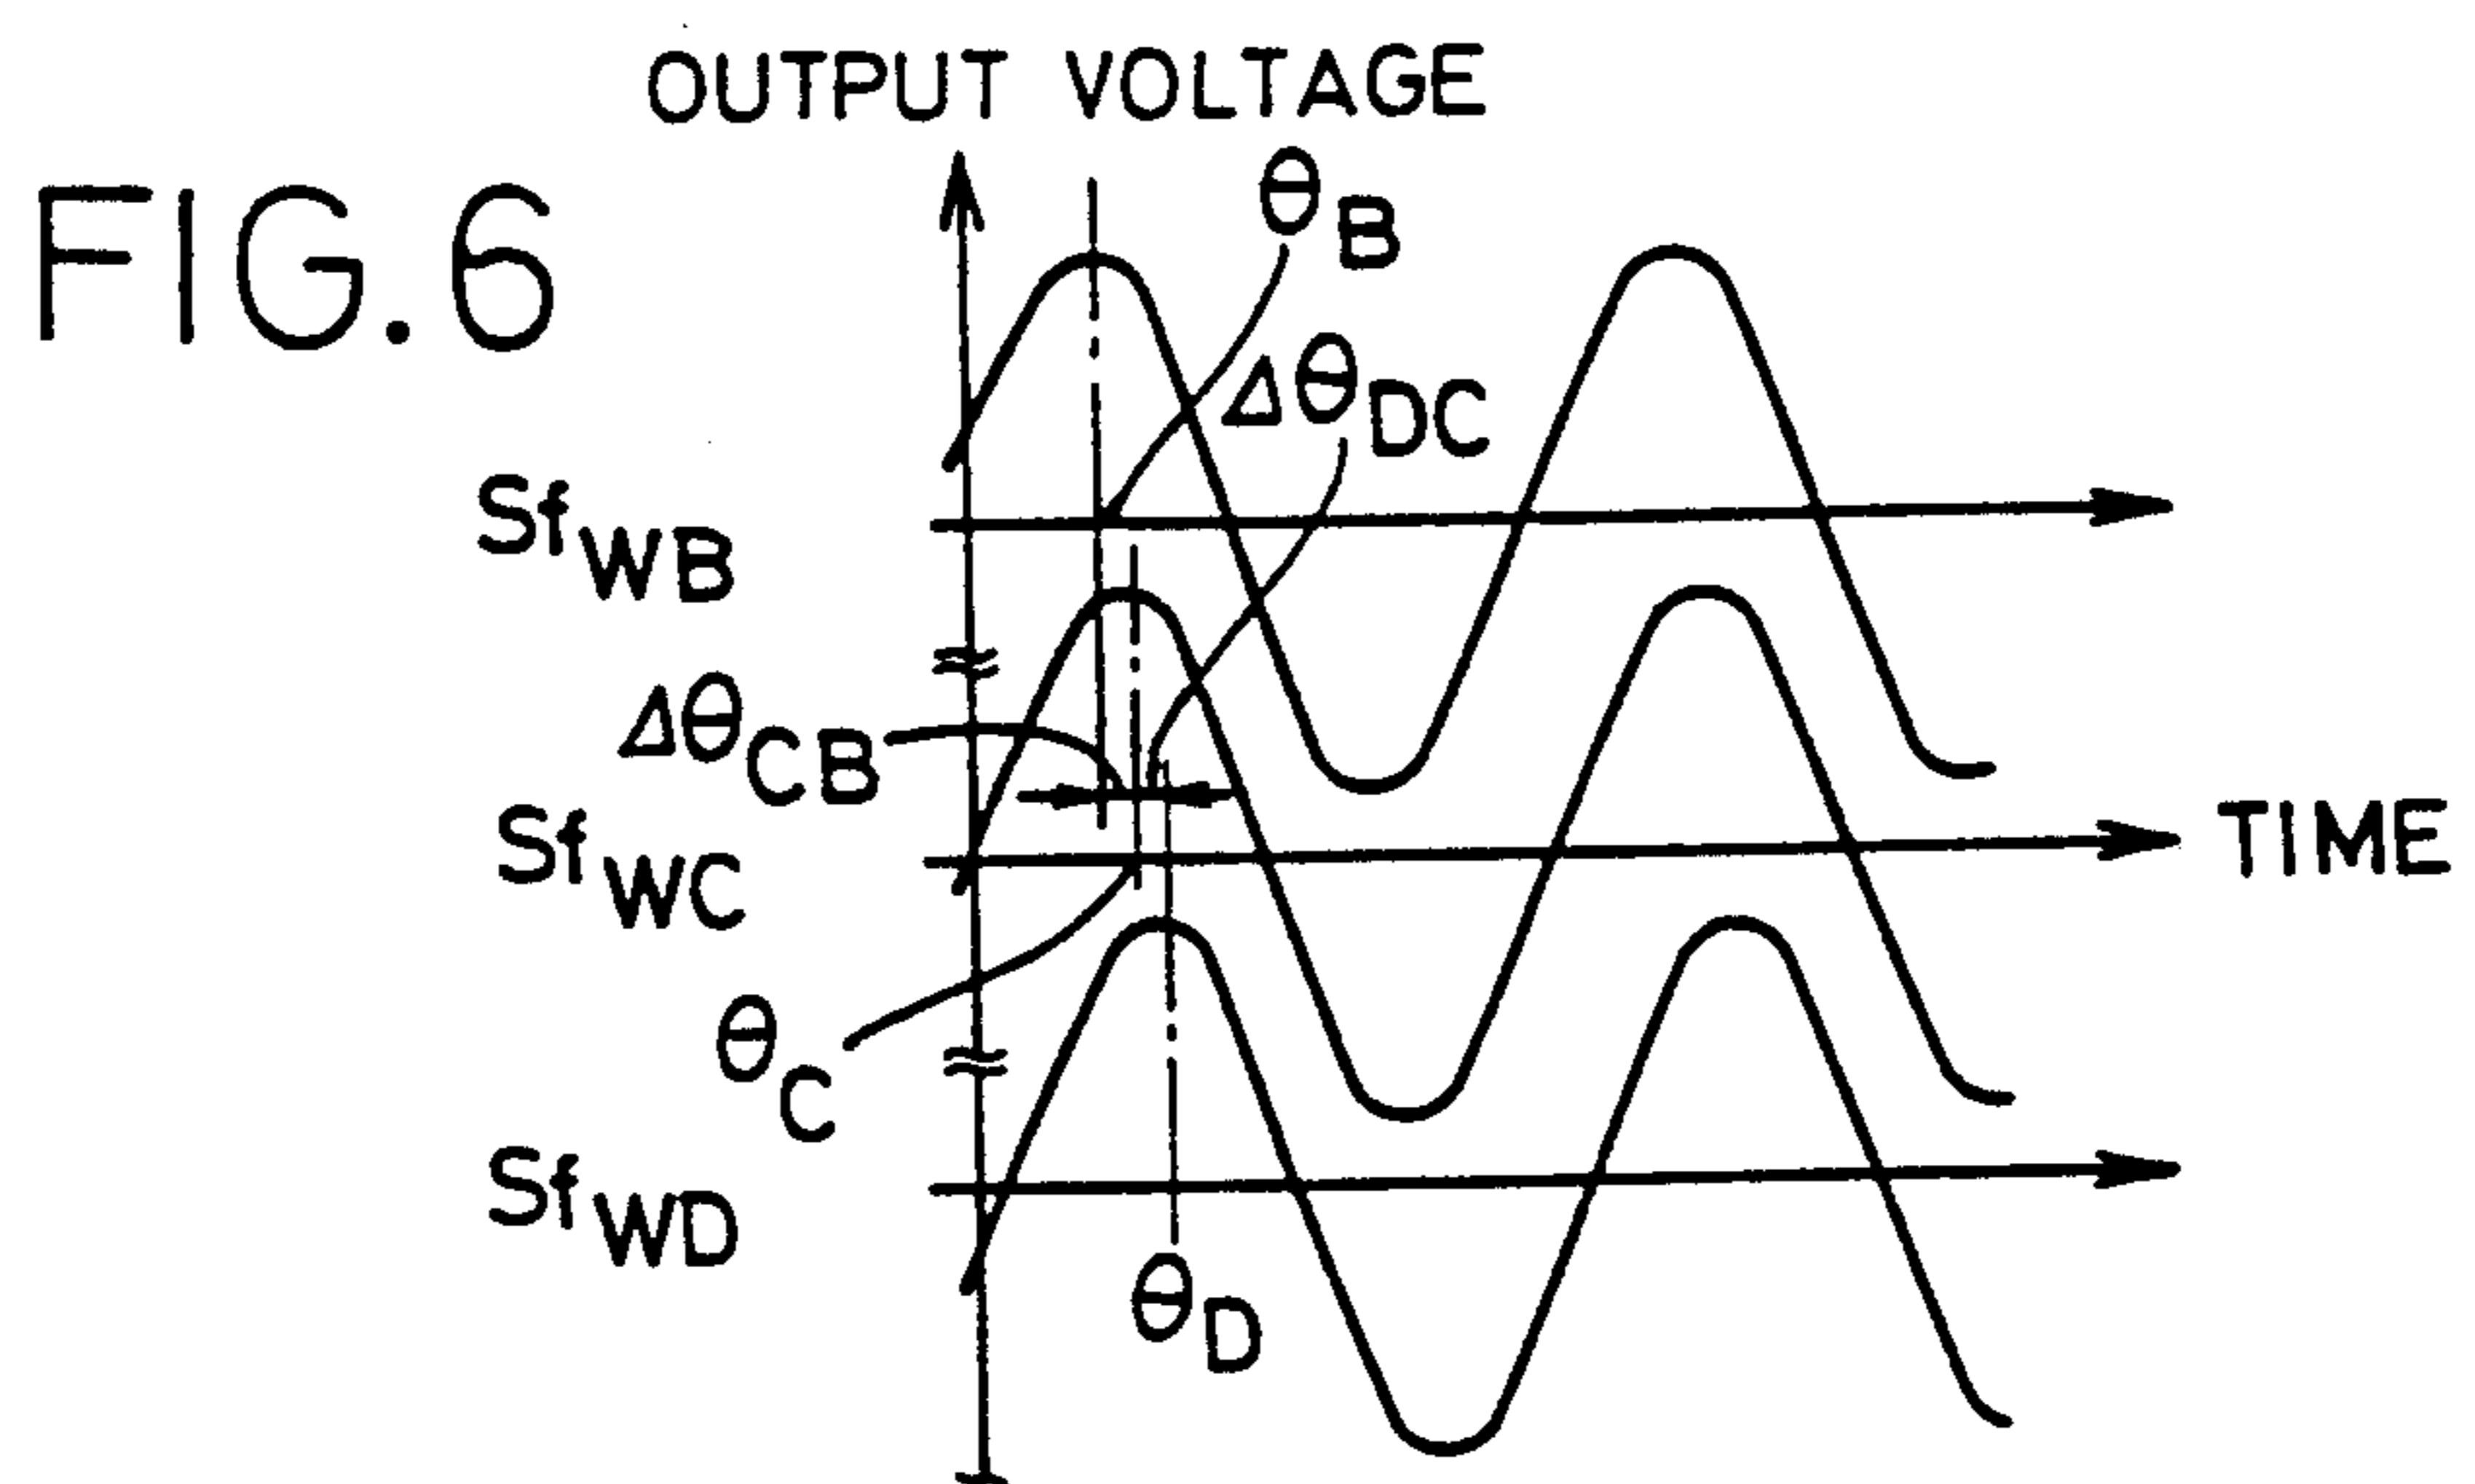 OUTPUT VOLTAGE
FIG.6
θB
ΔθDC
SfWB
ΔθCB
SfWC
TIME
θC
SfWD
θD